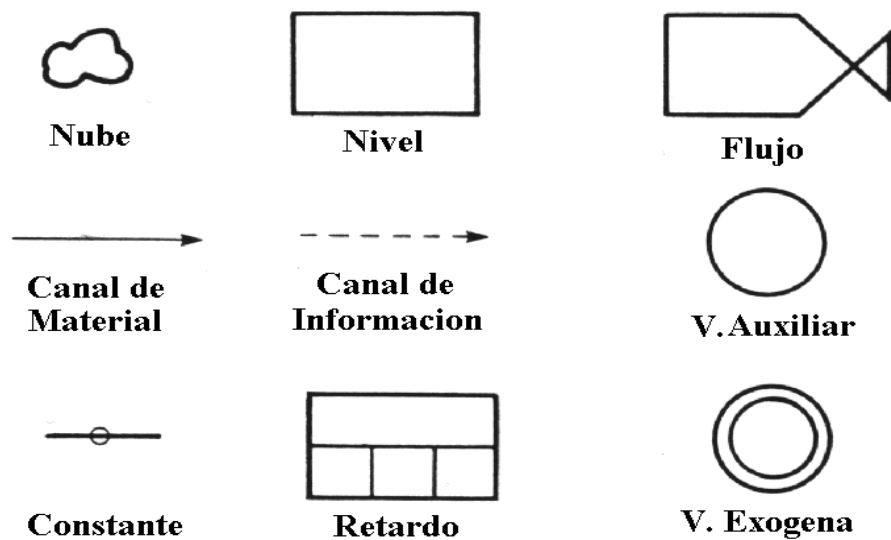 Nube
Nivel
Flujo
Canal de
Material
Canal de
Informacion
V. Auxiliar
Constante
Retardo
V. Exogena